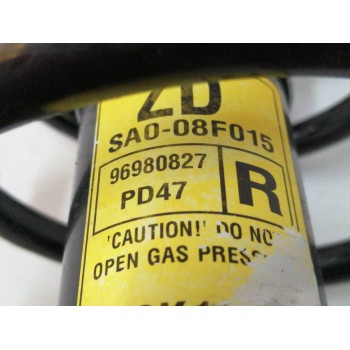 ZD
SA0-08F015
96980827
PD47
R
'CAUTION!' DO NO
OPEN GAS PRESS